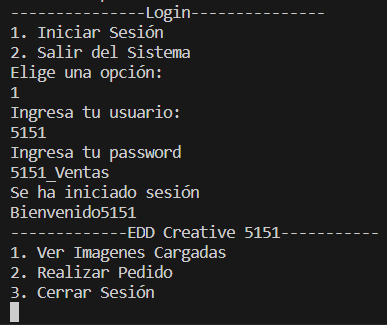 ---------------Login---------------
1. Iniciar Sesión
2. Salir del Sistema
Elige una opción:
1
Ingresa tu usuario:
5151
Ingresa tu password
5151_Ventas
Se ha iniciado sesión
Bienvenido5151
-------------EDD Creative 5151-----------
1. Ver Imagenes Cargadas
2. Realizar Pedido
3. Cerrar Sesión